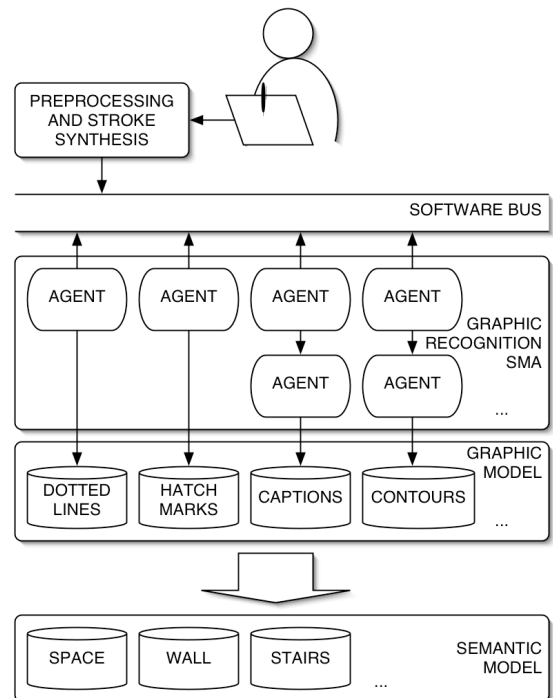 PREPROCESSING
AND STROKE
SYNTHESIS
SOFTWARE BUS
AGENT
AGENT
AGENT
AGENT
GRAPHIC
RECOGNITION
SMA
AGENT
AGENT
...
GRAPHIC
MODEL
DOTTED
LINES
HATCH
MARKS
CAPTIONS
CONTOURS
...
SPACE
WALL
STAIRS
SEMANTIC
MODEL
...